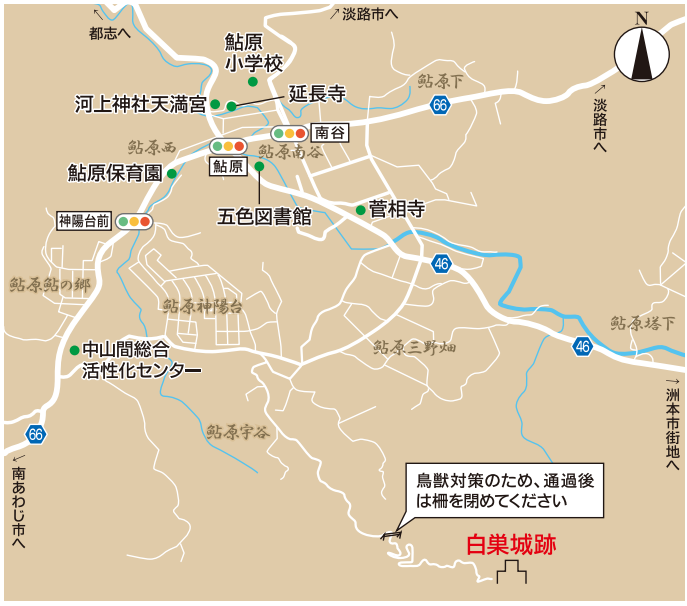 ↖
都志へ
↗淡路市へ
N
鮎原
小学校
鮎原下
河上神社天満宮
延長寺
66
↗淡路市へ
南谷
鮎原西
鮎原南谷
鮎原保育園
鮎原
五色図書館
菅相寺
神陽台前
46
鮎原鮎の郷
鮎原神陽台
鮎原塔下
中山間総合
活性化センター
鮎原三野畑
46
→洲本市街地へ
66
鮎原宇谷
↙南あわじ市へ
鳥獣対策のため、通過後
は柵を閉めてください
白巣城跡